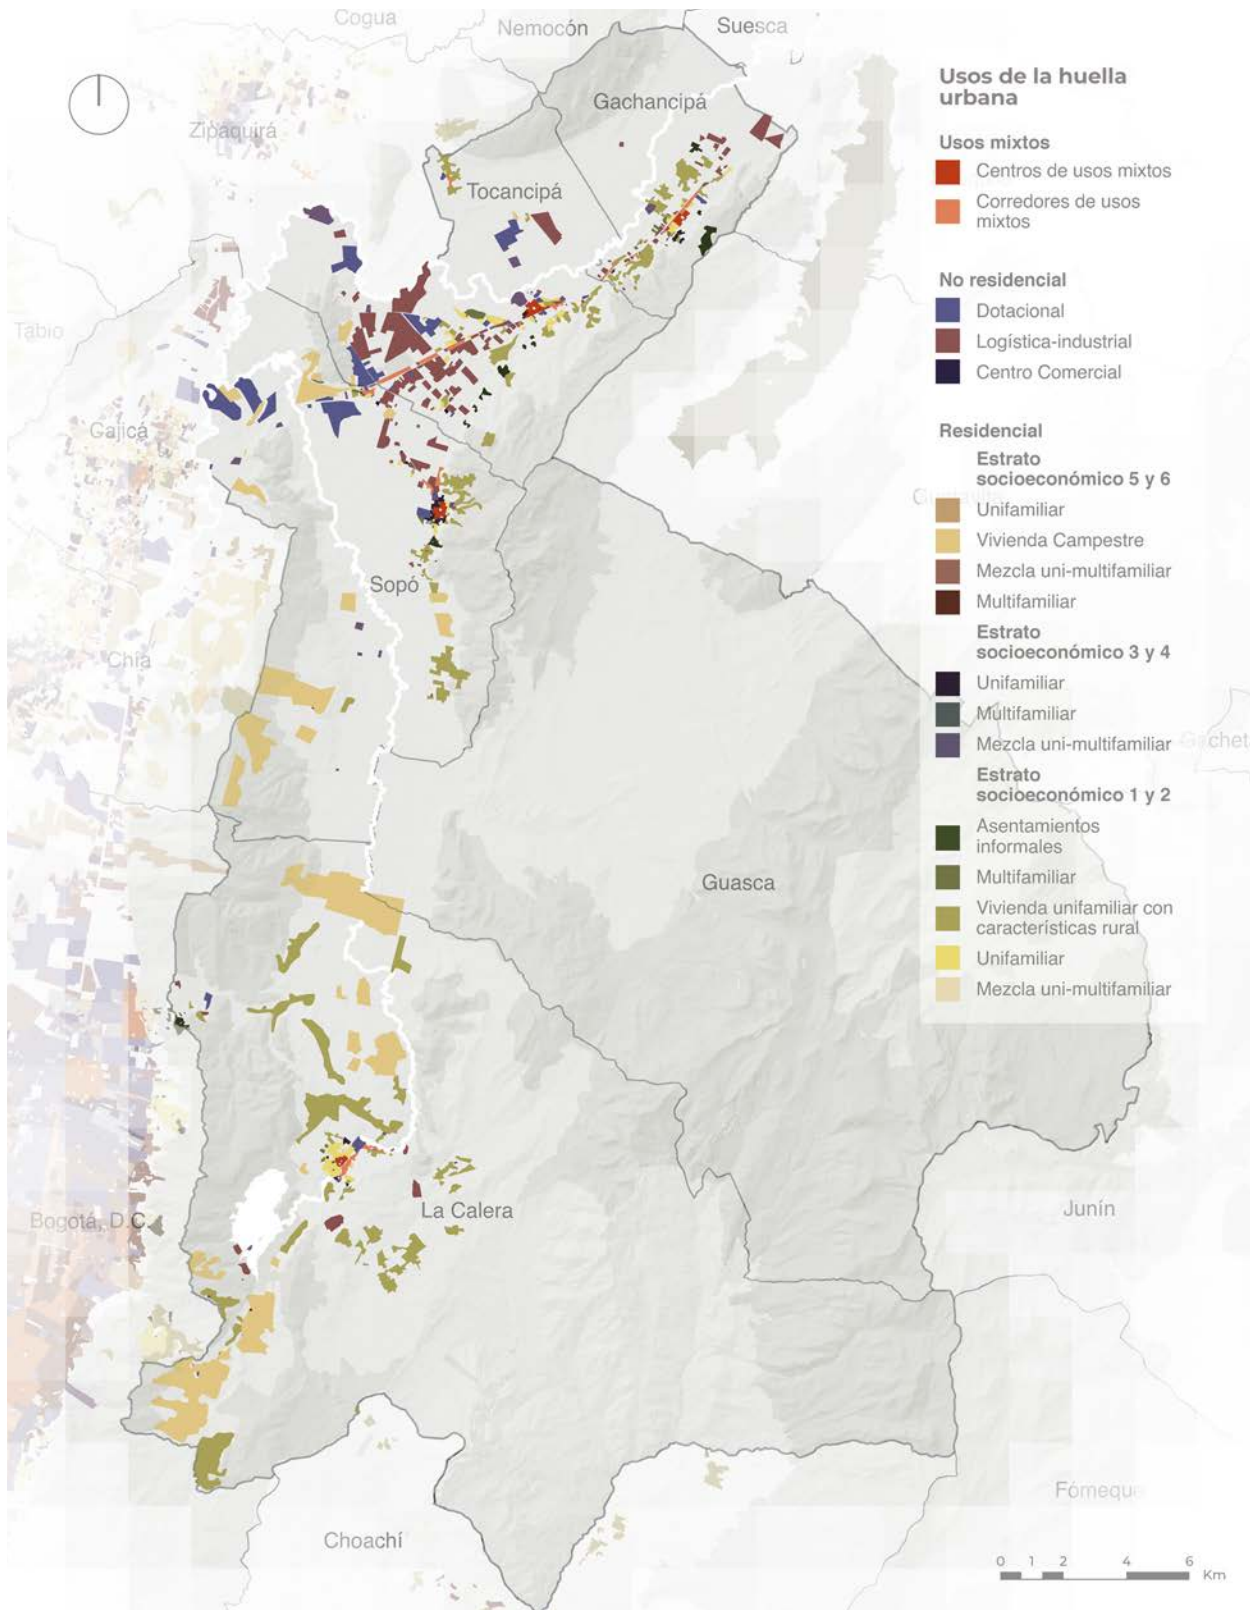 Cogua
Nemocón
Suesca
Gachancipá
Zipaquirá
Tocancipá
Tabio
Cajicá
Sopó
Chía
Guasca
Bogotá, D.C.
La Calera
Junín
Choachí
Fómeque
Usos de la huella
urbana
Usos mixtos
Centros de usos mixtos
Corredores de usos
mixtos
No residencial
Dotacional
Logística-industrial
Centro Comercial
Residencial
Estrato
socioeconómico 5 y 6
Unifamiliar
Vivienda Campestre
Mezcla uni-multifamiliar
Multifamiliar
Estrato
socioeconómico 3 y 4
Unifamiliar
Multifamiliar
Mezcla uni-multifamiliar
Estrato
socioeconómico 1 y 2
Asentamientos
informales
Multifamiliar
Vivienda unifamiliar con
características rural
Unifamiliar
Mezcla uni-multifamiliar
0 1 2 4 6
Km